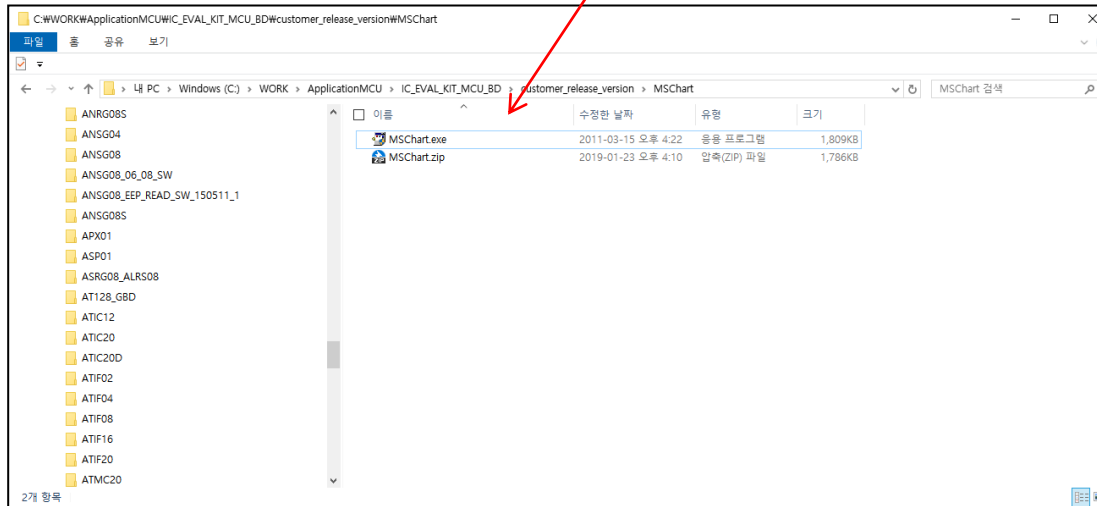 C:₩WORK₩ApplicationMCU₩IC_EVAL_KIT_MCU_BD₩customer_release_version₩MSChart
파일 홈 공유 보기
내 PC > Windows (C:) > WORK > ApplicationMCU > IC_EVAL_KIT_MCU_BD > customer_release_version > MSChart
MSChart 검색
이름 수정한 날짜 유형 크기
MSChart.exe 2011-03-15 오후 4:22 응용 프로그램 1,809KB
MSChart.zip 2019-01-23 오후 4:10 압축(ZIP) 파일 1,786KB
ANRG08S
ANSG04
ANSG08
ANSG08_06_08_SW
ANSG08_EEP_READ_SW_150511_1
ANSG08S
APX01
ASP01
ASRG08_ALRS08
AT128_GBD
ATIC12
ATIC20
ATIC20D
ATIF02
ATIF04
ATIF08
ATIF16
ATIF20
ATMC20
2개 항목